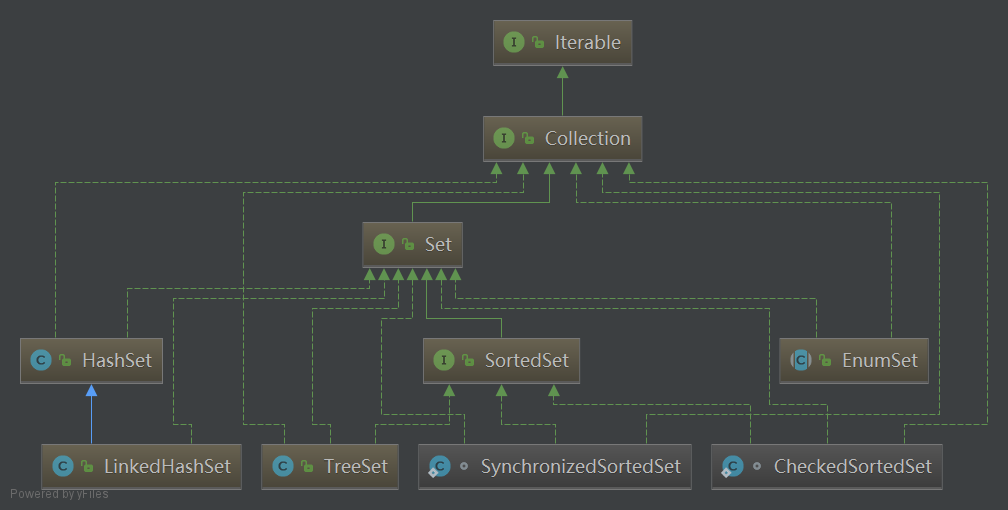 I Iterable
I Collection
I Set
C HashSet
I SortedSet
C EnumSet
C LinkedHashSet
C TreeSet
C SynchronizedSortedSet
C CheckedSortedSet
Powered by yFiles